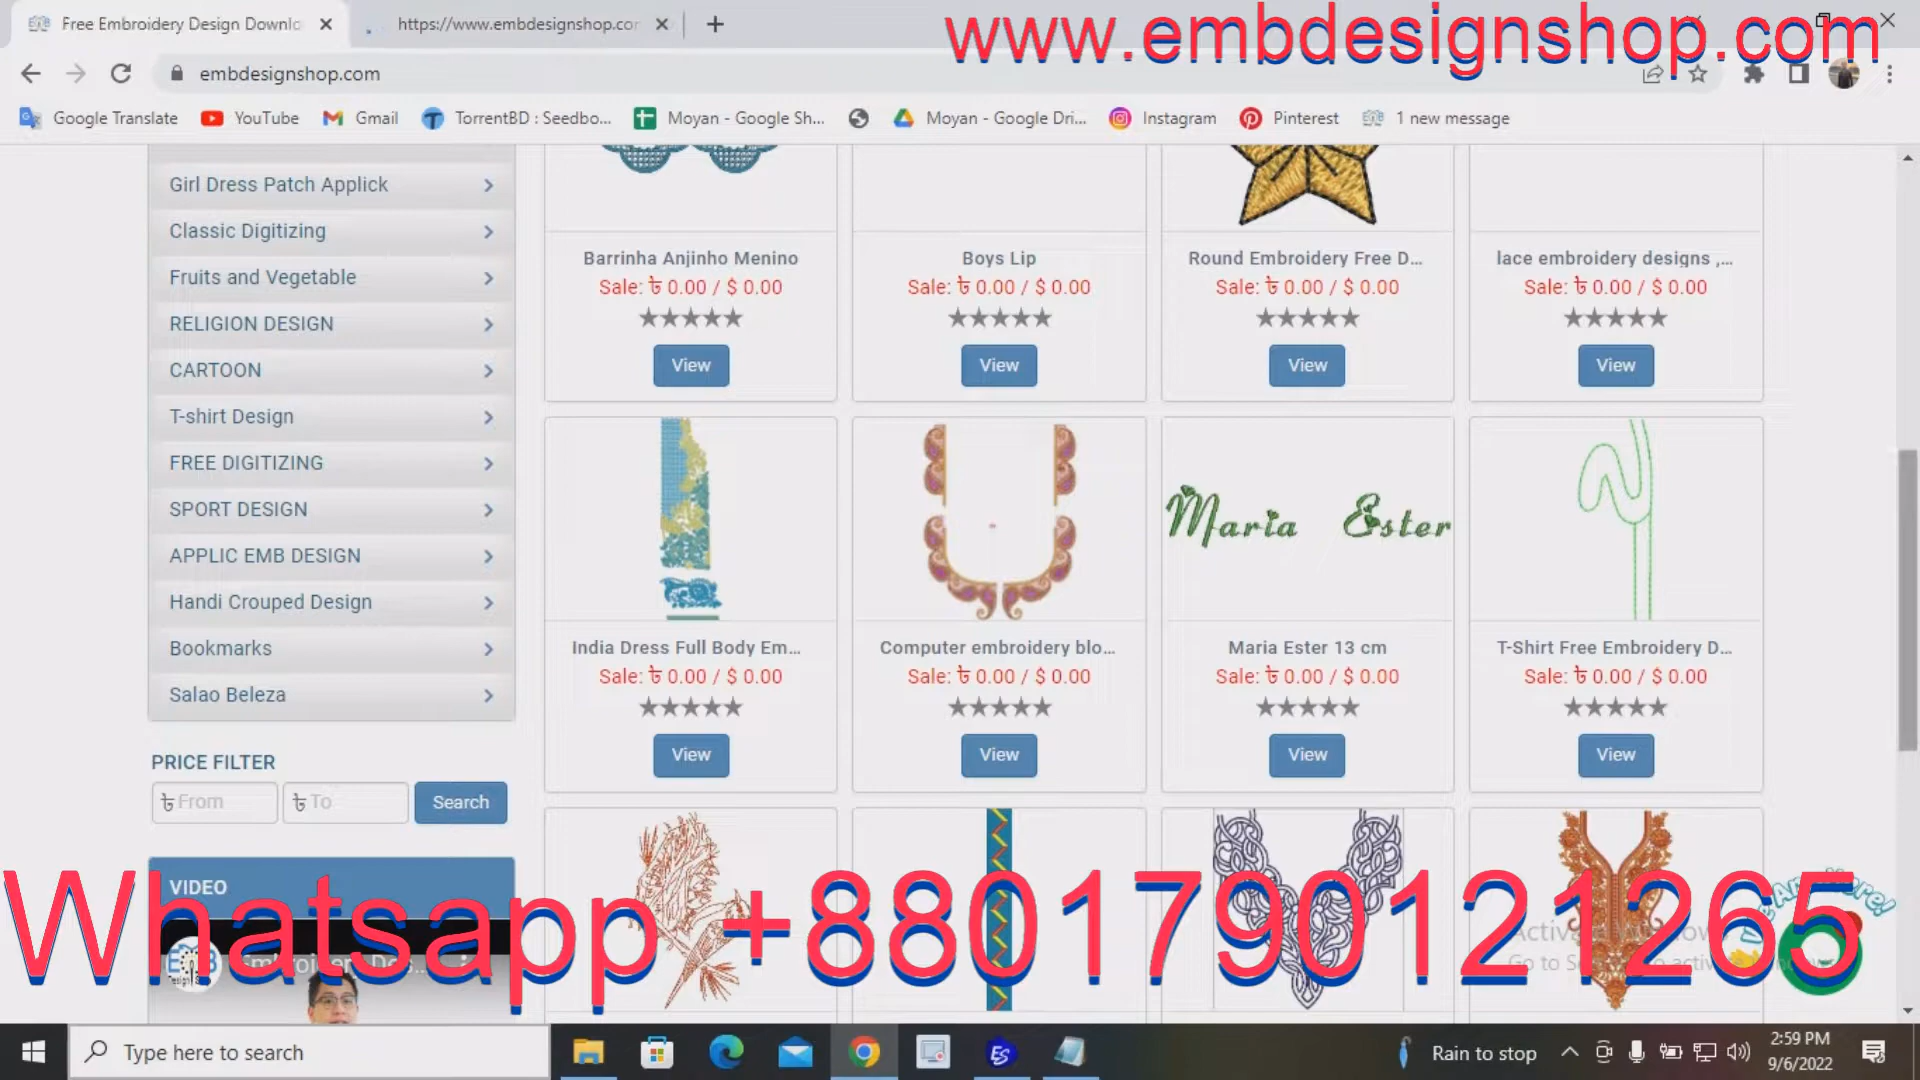 Free Embroidery Design Downlo
https://www.embdesignshop.cor
www.embdesignshop.com
embdesignshop.com
Google Translate
YouTube
Gmail
TorrentBD : Seedbo...
Moyan - Google Sh...
Moyan - Google Dri...
Instagram
Pinterest
1 new message
Girl Dress Patch Applick
Classic Digitizing
Fruits and Vegetable
RELIGION DESIGN
CARTOON
T-shirt Design
FREE DIGITIZING
SPORT DESIGN
APPLIC EMB DESIGN
Handi Crouped Design
Bookmarks
Salao Beleza
PRICE FILTER
৳ From
৳ To
Search
VIDEO
Barrinha Anjinho Menino
Sale: ৳ 0.00 / $ 0.00
View
Boys Lip
Sale: ৳ 0.00 / $ 0.00
View
Round Embroidery Free D...
Sale: ৳ 0.00 / $ 0.00
View
lace embroidery designs ,...
Sale: ৳ 0.00 / $ 0.00
View
India Dress Full Body Em...
Sale: ৳ 0.00 / $ 0.00
View
Computer embroidery blo...
Sale: ৳ 0.00 / $ 0.00
View
Maria Ester
Maria Ester 13 cm
Sale: ৳ 0.00 / $ 0.00
View
T-Shirt Free Embroidery D...
Sale: ৳ 0.00 / $ 0.00
View
Whatsapp +8801790121265
Type here to search
Rain to stop
2:59 PM
9/6/2022